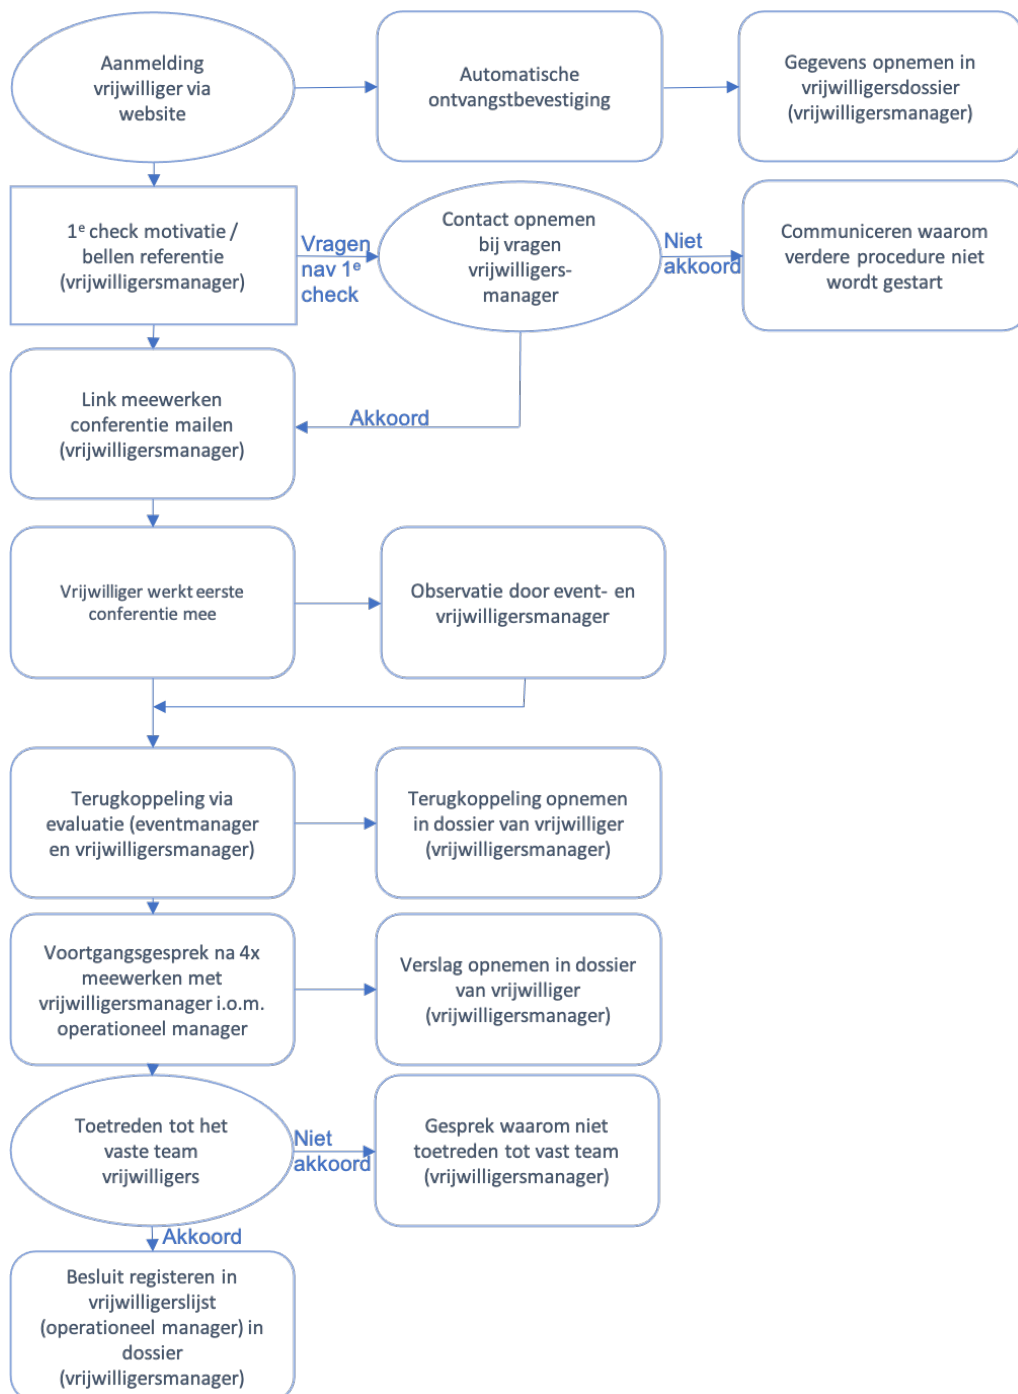 Aanmelding
vrijwilliger via
website
Automatische
ontvangstbevestiging
Gegevens opnemen in
vrijwilligersdossier
(vrijwilligersmanager)
1e check motivatie /
bellen referentie
(vrijwilligersmanager)
Vragen
nav 1e
check
Contact opnemen
bij vragen
vrijwilligers-
manager
Niet
akkoord
Communiceren waarom
verdere procedure niet
wordt gestart
Link meewerken
conferentie mailen
(vrijwilligersmanager)
Akkoord
Vrijwilliger werkt eerste
conferentie mee
Observatie door event- en
vrijwilligersmanager
Terugkoppeling via
evaluatie (eventmanager
en vrijwilligersmanager)
Terugkoppeling opnemen
in dossier van vrijwilliger
(vrijwilligersmanager)
Voortgangsgesprek na 4x
meewerken met
vrijwilligersmanager i.o.m.
operationeel manager
Verslag opnemen in dossier
van vrijwilliger
(vrijwilligersmanager)
Toetreden tot het
vaste team
vrijwilligers
Niet
akkoord
Gesprek waarom niet
toetreden tot vast team
(vrijwilligersmanager)
Akkoord
Besluit registeren in
vrijwilligerslijst
(operationeel manager) in
dossier
(vrijwilligersmanager)